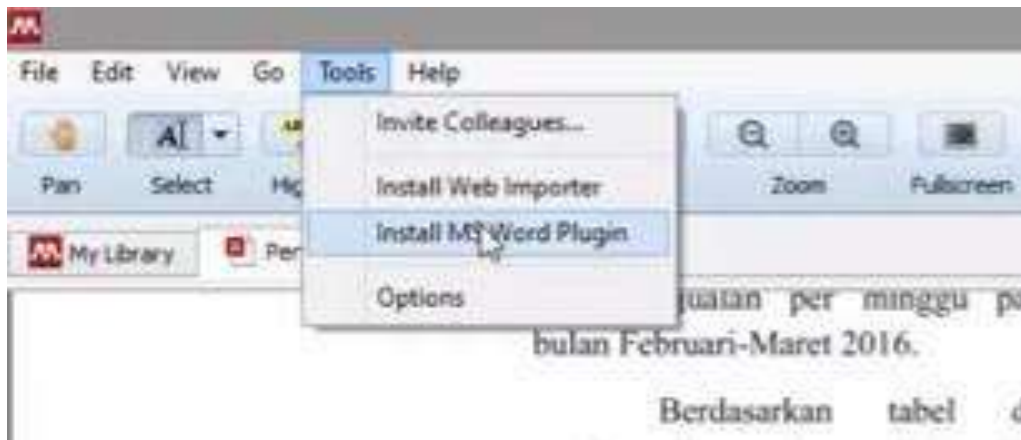 File Edit View Go Tools Help
Invite Colleagues...
Pan Select Zoom Fullscreen
Install Web Importer
Install MS Word Plugin
My Library
Options
per minggu
bulan Februari-Maret 2016.
Berdasarkan tabel